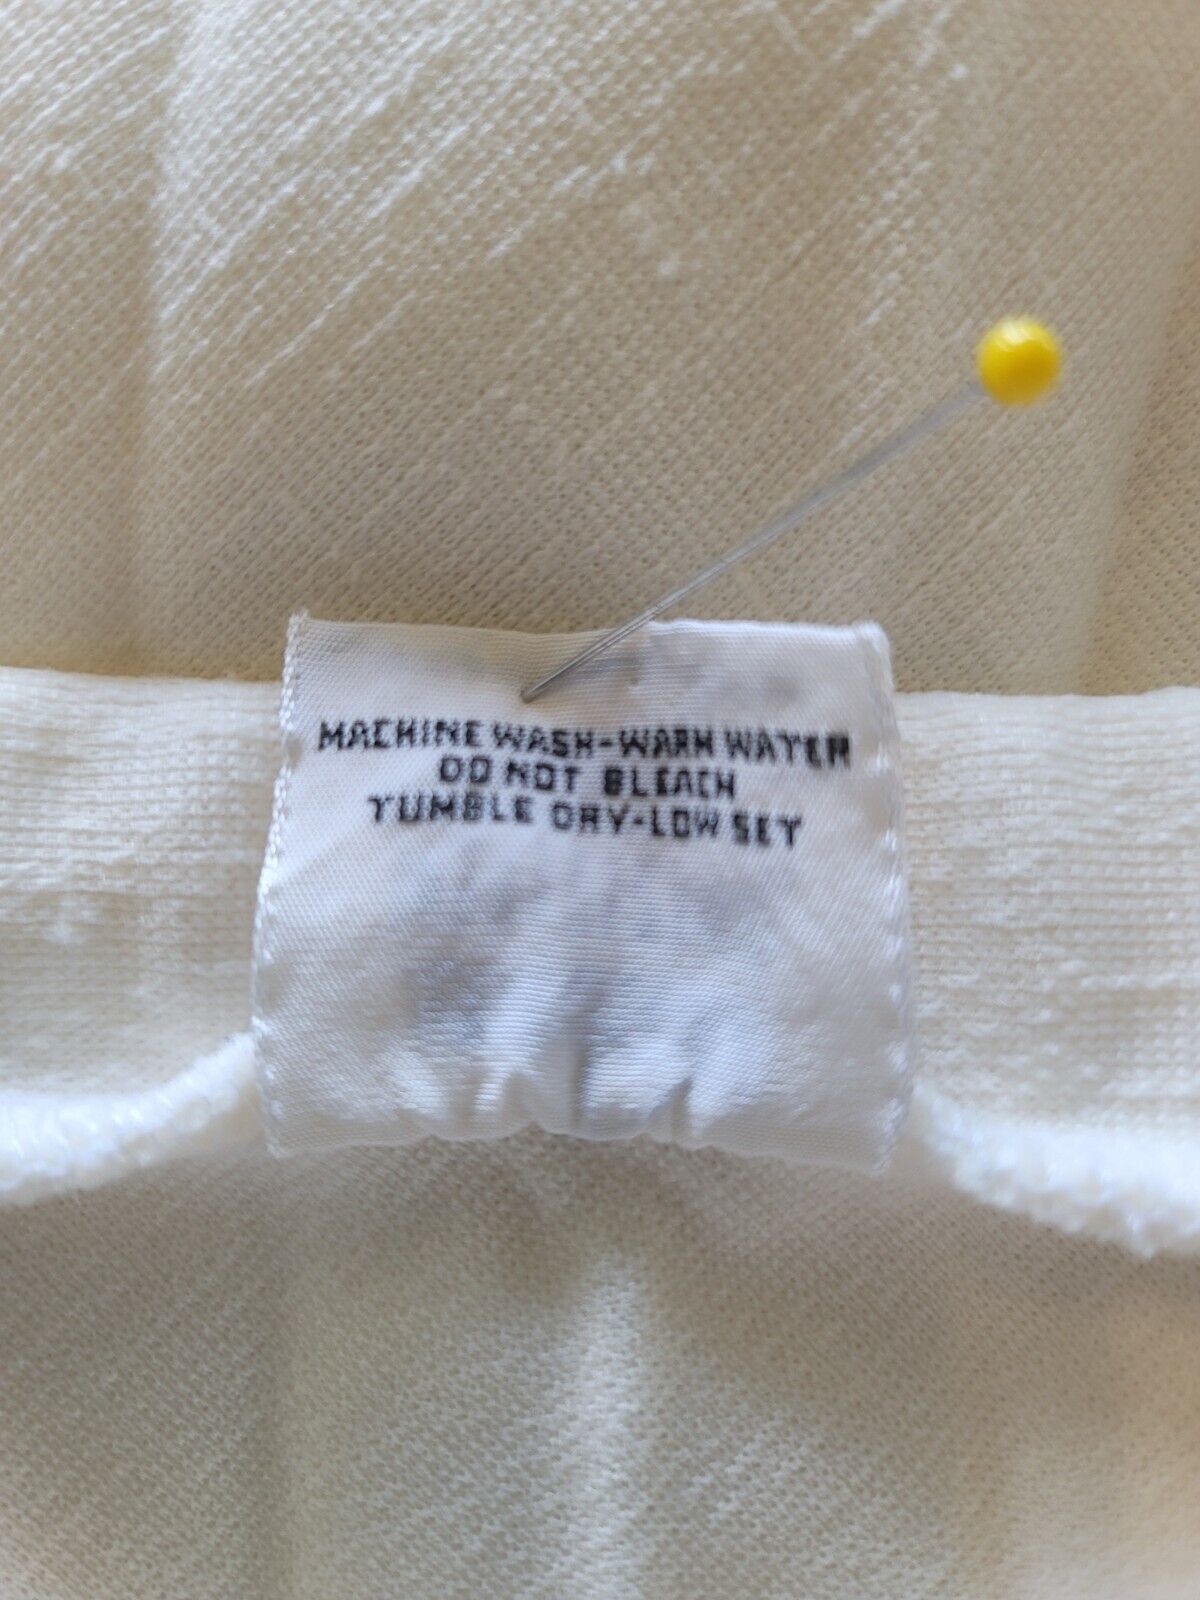 MACHINE WASH-WARM WATER
DO NOT BLEACH
TUMBLE DRY-LOW SET